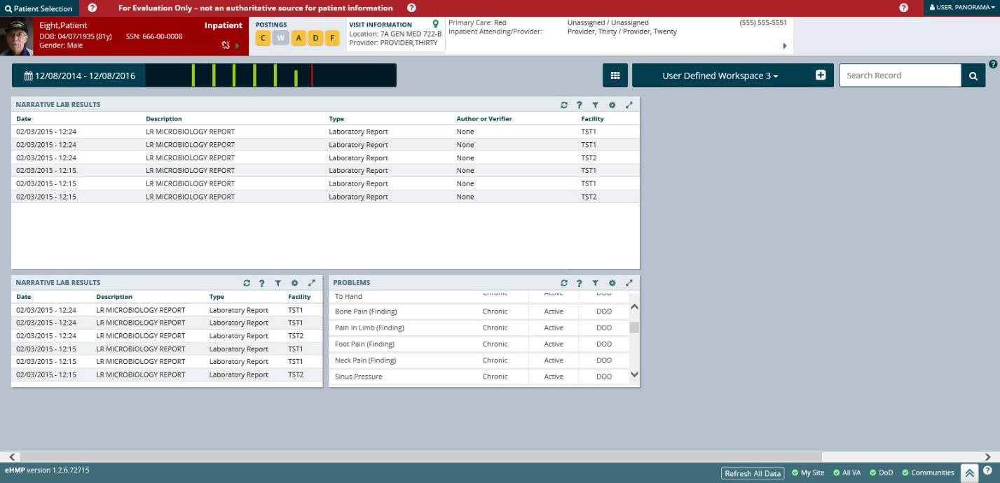 Patient Selection ? For Evaluation Only – not an authoritative source for patient information ? ? USER, PANORAMA
Eight,Patient Inpatient
DOB: 04/07/1935 (81y) SSN: 666-00-0008
Gender: Male
POSTINGS
C W A D F
VISIT INFORMATION
Location: 7A GEN MED 722-B
Provider: PROVIDER,THIRTY
Primary Care: Red Unassigned / Unassigned (555) 555-5551
Inpatient Attending/Provider: Provider, Thirty / Provider, Twenty
12/08/2014 - 12/08/2016 User Defined Workspace 3 Search Record ?
NARRATIVE LAB RESULTS ?
Date Description Type Author or Verifier Facility
02/03/2015 - 12:24 LR MICROBIOLOGY REPORT Laboratory Report None TST1
02/03/2015 - 12:24 LR MICROBIOLOGY REPORT Laboratory Report None TST1
02/03/2015 - 12:24 LR MICROBIOLOGY REPORT Laboratory Report None TST2
02/03/2015 - 12:15 LR MICROBIOLOGY REPORT Laboratory Report None TST1
02/03/2015 - 12:15 LR MICROBIOLOGY REPORT Laboratory Report None TST1
02/03/2015 - 12:15 LR MICROBIOLOGY REPORT Laboratory Report None TST2
NARRATIVE LAB RESULTS ?
Date Description Type Facility
02/03/2015 - 12:24 LR MICROBIOLOGY REPORT Laboratory Report TST1
02/03/2015 - 12:24 LR MICROBIOLOGY REPORT Laboratory Report TST1
02/03/2015 - 12:24 LR MICROBIOLOGY REPORT Laboratory Report TST2
02/03/2015 - 12:15 LR MICROBIOLOGY REPORT Laboratory Report TST1
02/03/2015 - 12:15 LR MICROBIOLOGY REPORT Laboratory Report TST1
02/03/2015 - 12:15 LR MICROBIOLOGY REPORT Laboratory Report TST2
PROBLEMS ?
To Hand Chronic Active DOD
Bone Pain (Finding) Chronic Active DOD
Pain In Limb (Finding) Chronic Active DOD
Foot Pain (Finding) Chronic Active DOD
Neck Pain (Finding) Chronic Active DOD
Sinus Pressure Chronic Active DOD
eHMP version 1.2.6.72715 Refresh All Data My Site All VA DoD Communities ?